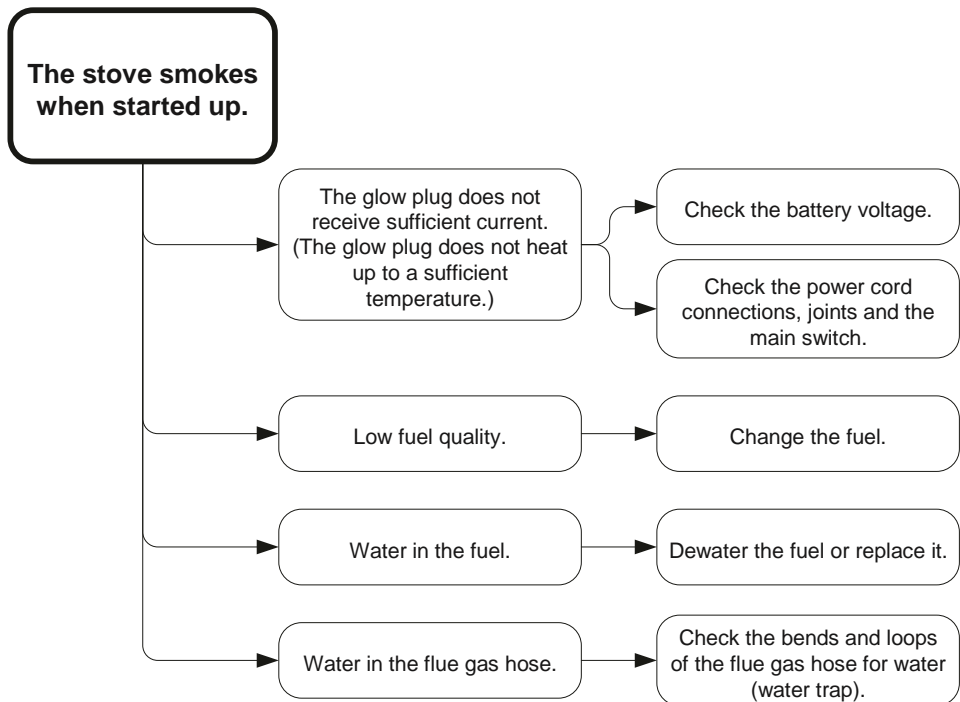 The stove smokes
when started up.
The glow plug does not
receive sufficient current.
(The glow plug does not heat
up to a sufficient
temperature.)
Check the battery voltage.
Check the power cord
connections, joints and the
main switch.
Low fuel quality.
Change the fuel.
Water in the fuel.
Dewater the fuel or replace it.
Water in the flue gas hose.
Check the bends and loops
of the flue gas hose for water
(water trap).